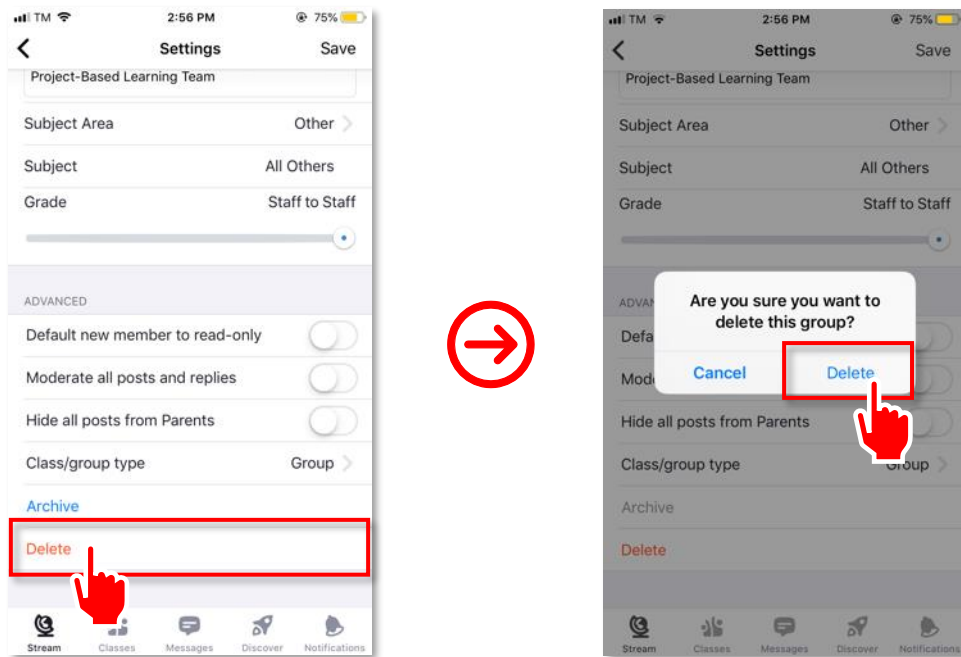 TM 2:56 PM 75%
Settings Save
Project-Based Learning Team
Subject Area Other
Subject All Others
Grade Staff to Staff
ADVANCED
Default new member to read-only
Moderate all posts and replies
Hide all posts from Parents
Class/group type Group
Archive
Delete
Stream Classes Messages Discover Notifications
TM 2:56 PM 75%
Settings Save
Project-Based Learning Team
Subject Area Other
Subject All Others
Grade Staff to Staff
ADVAN
Are you sure you want to
delete this group?
Defa
Cancel Delete
Mod
Hide all posts from Parents
Class/group type Group
Archive
Delete
Stream Classes Messages Discover Notifications